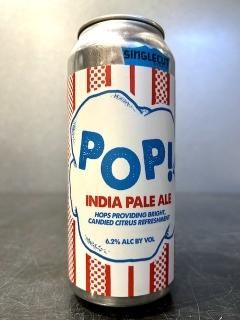 SINGLECUT
POP!
INDIA PALE ALE
HOPS PROVIDING BRIGHT,
CANDIED CITRUS REFRESHMENT
6.2% ALC BY VOL